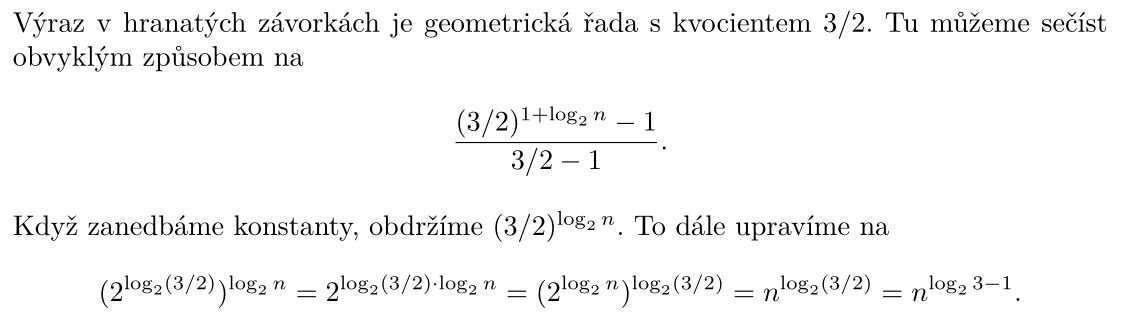 Výraz v hranatých závorkách je geometrická řada s kvocientem 3/2. Tu můžeme sečíst
obvyklým způsobem na
$$\frac{(3/2)^{1+\log_2 n} - 1}{3/2 - 1}.$$
Když zanedbáme konstanty, obdržíme $(3/2)^{\log_2 n}$. To dále upravíme na
$$(2^{\log_2(3/2)})^{\log_2 n} = 2^{\log_2(3/2)\cdot\log_2 n} = (2^{\log_2 n})^{\log_2(3/2)} = n^{\log_2(3/2)} = n^{\log_2 3-1}.$$